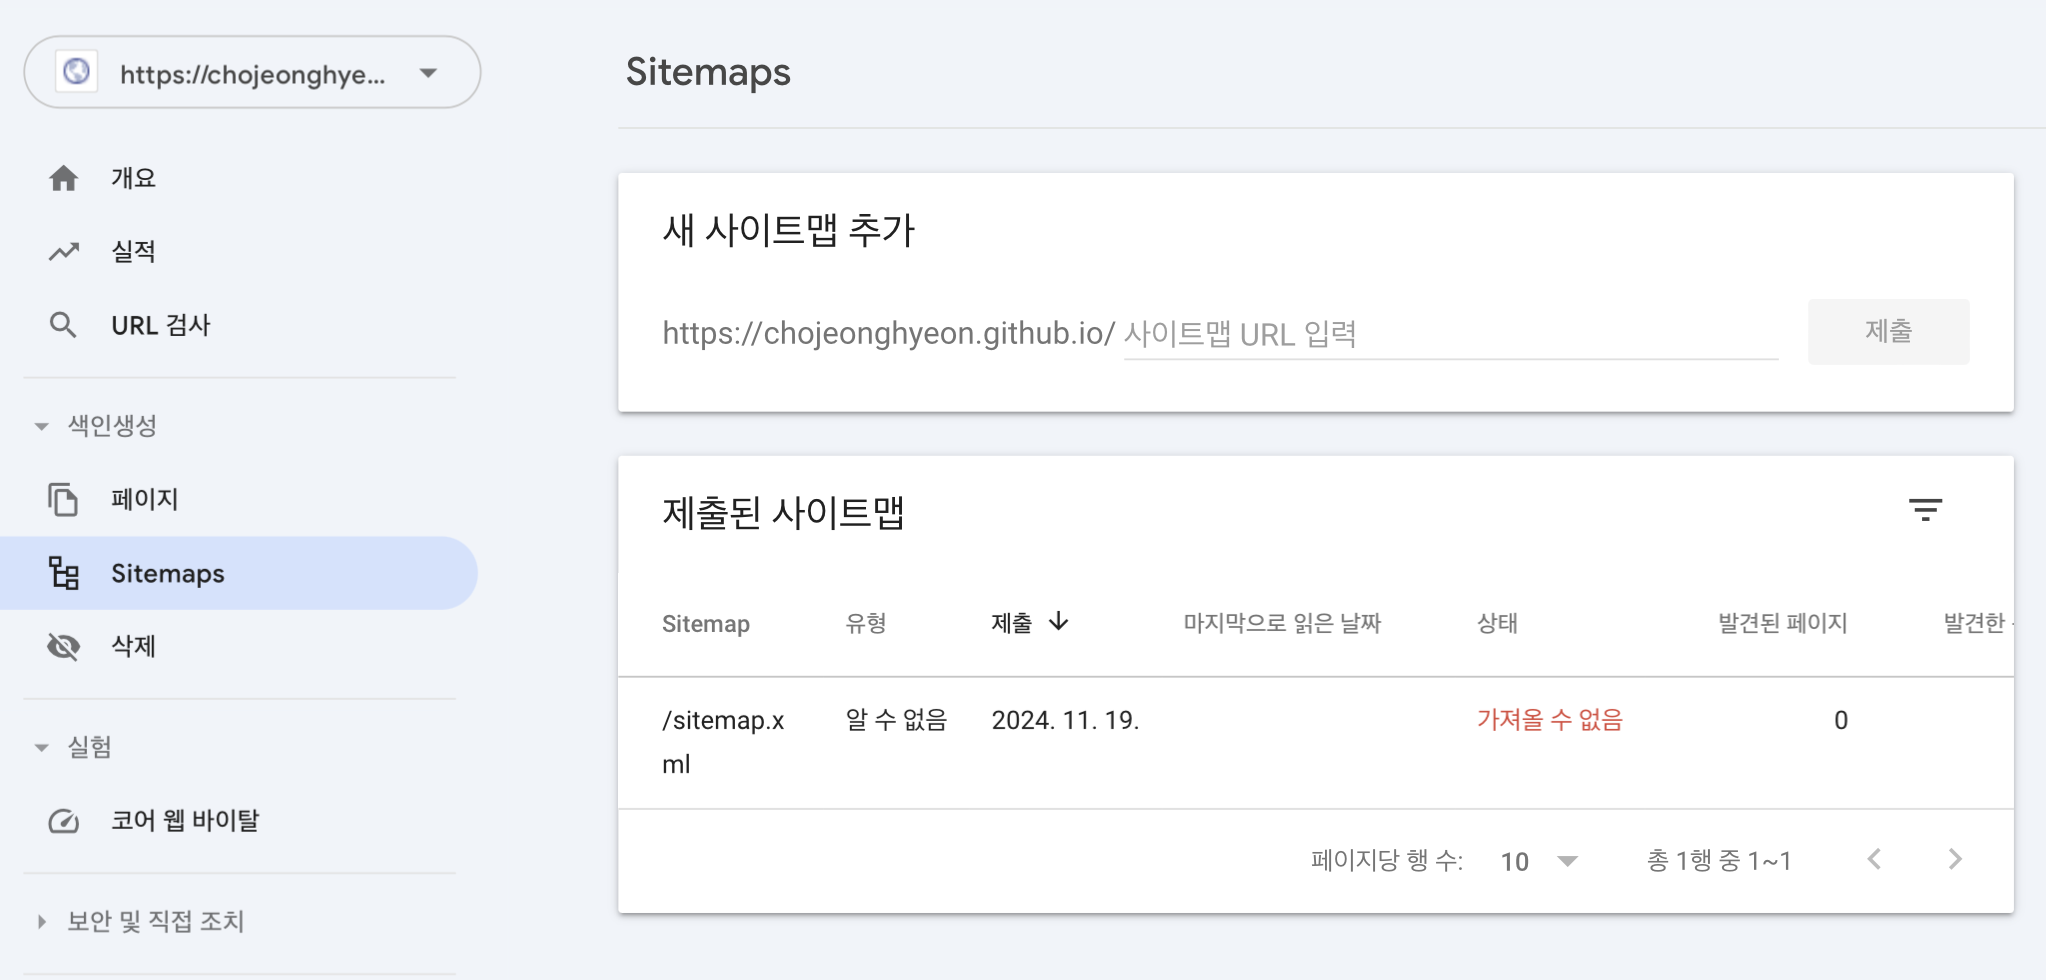 https://chojeonghye...
개요
실적
URL 검사
색인생성
페이지
Sitemaps
삭제
실험
코어 웹 바이탈
보안 및 직접 조치
Sitemaps
새 사이트맵 추가
https://chojeonghyeon.github.io/ 사이트맵 URL 입력
제출
제출된 사이트맵
Sitemap 유형 제출 마지막으로 읽은 날짜 상태 발견된 페이지 발견한
/sitemap.x 알 수 없음 2024. 11. 19. 가져올 수 없음 0
ml
페이지당 행 수: 10 총 1행 중 1~1